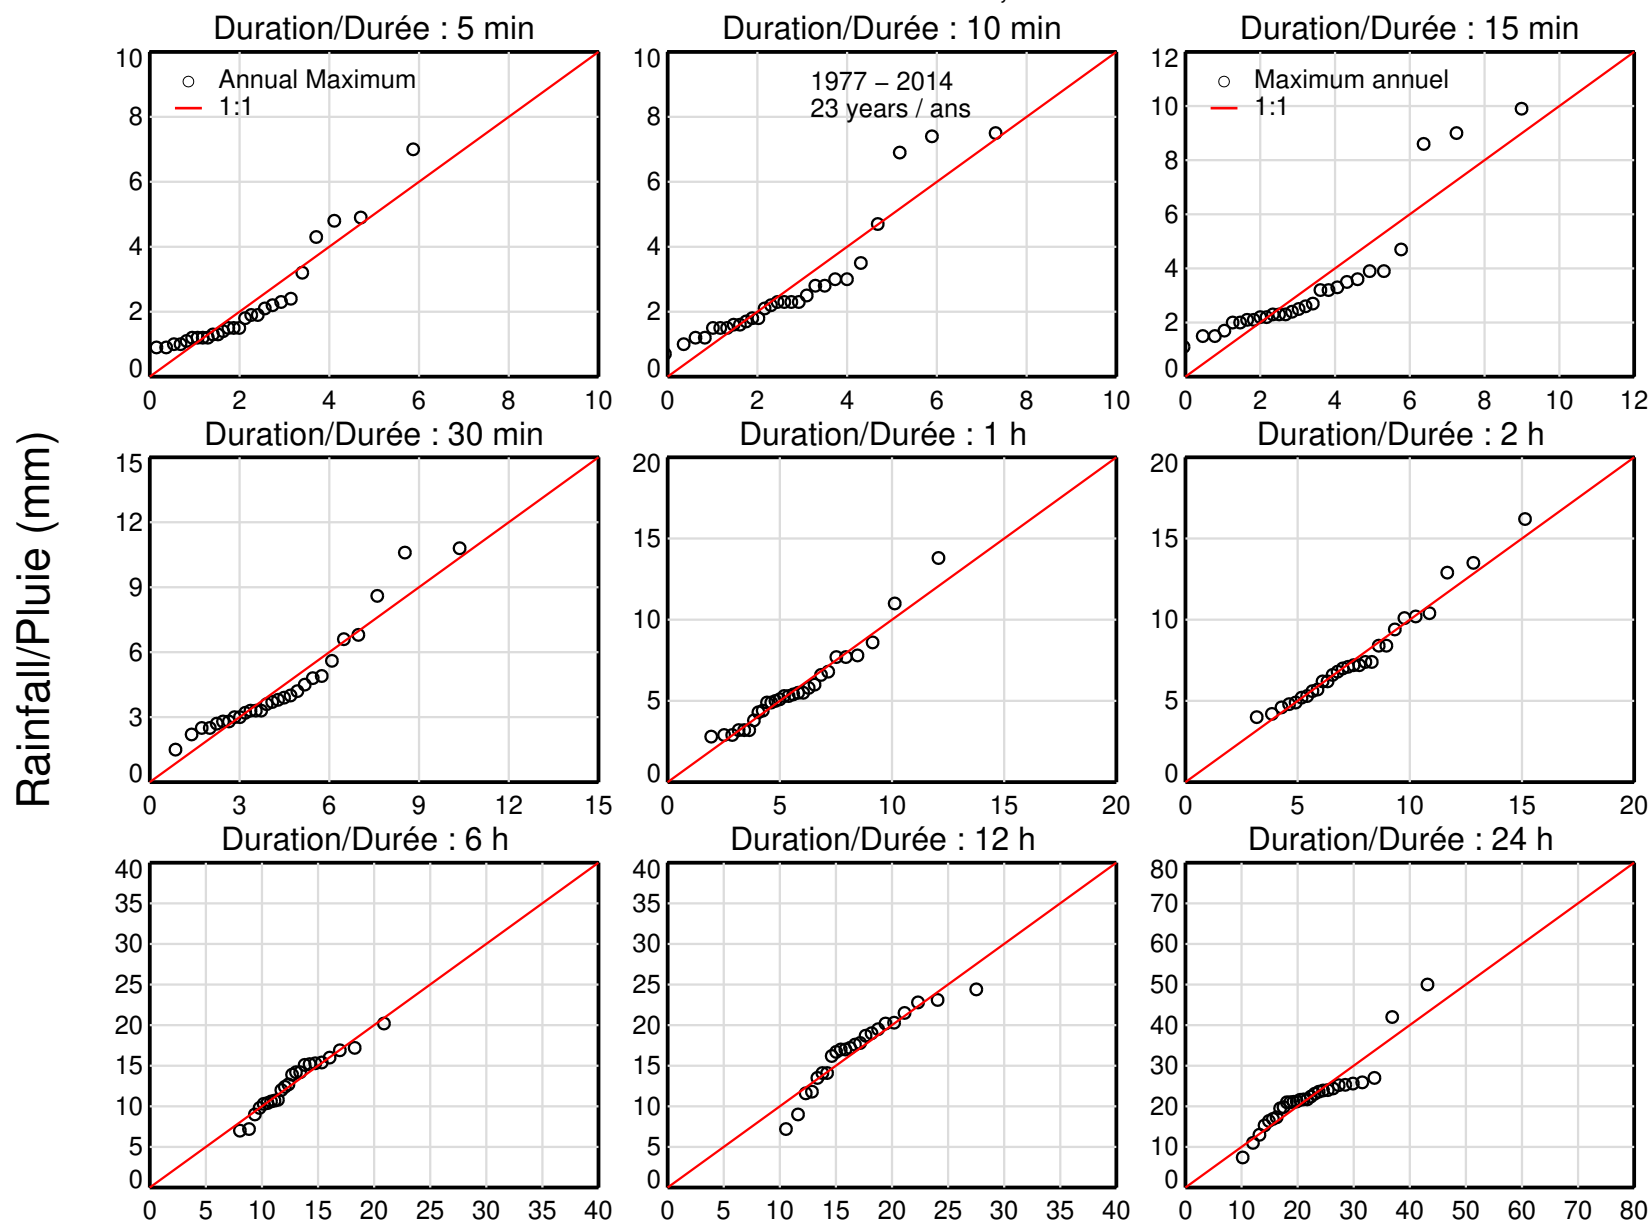 Duration/Durée : 5 min
Duration/Durée : 10 min
Duration/Durée : 15 min
10
8
6
4
2
0
0 2 4 6 8 10
Annual Maximum
1:1
10
8
6
4
2
0
0 2 4 6 8 10
1977 – 2014
23 years / ans
12
10
8
6
4
2
0
0 2 4 6 8 10 12
Maximum annuel
1:1
Rainfall/Pluie (mm)
Duration/Durée : 30 min
Duration/Durée : 1 h
Duration/Durée : 2 h
15
12
9
6
3
0
0 3 6 9 12 15
20
15
10
5
0
0 5 10 15 20
20
15
10
5
0
0 5 10 15 20
Duration/Durée : 6 h
Duration/Durée : 12 h
Duration/Durée : 24 h
40
35
30
25
20
15
10
5
0
0 5 10 15 20 25 30 35 40
40
35
30
25
20
15
10
5
0
0 5 10 15 20 25 30 35 40
80
70
60
50
40
30
20
10
0
0 10 20 30 40 50 60 70 80